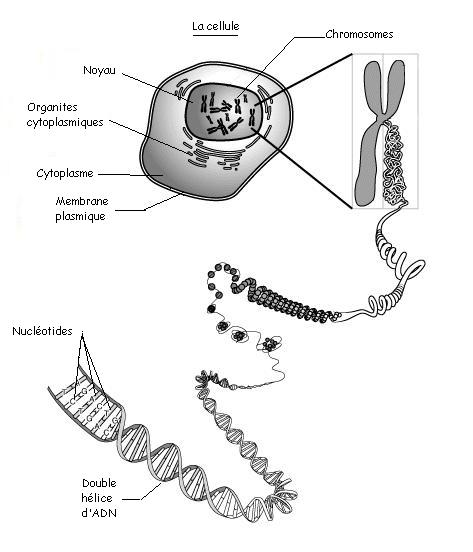 La cellule
Chromosomes
Noyau
Organites
cytoplasmiques
Cytoplasme
Membrane
plasmique
Nucléotides
Double
hélice
d'ADN